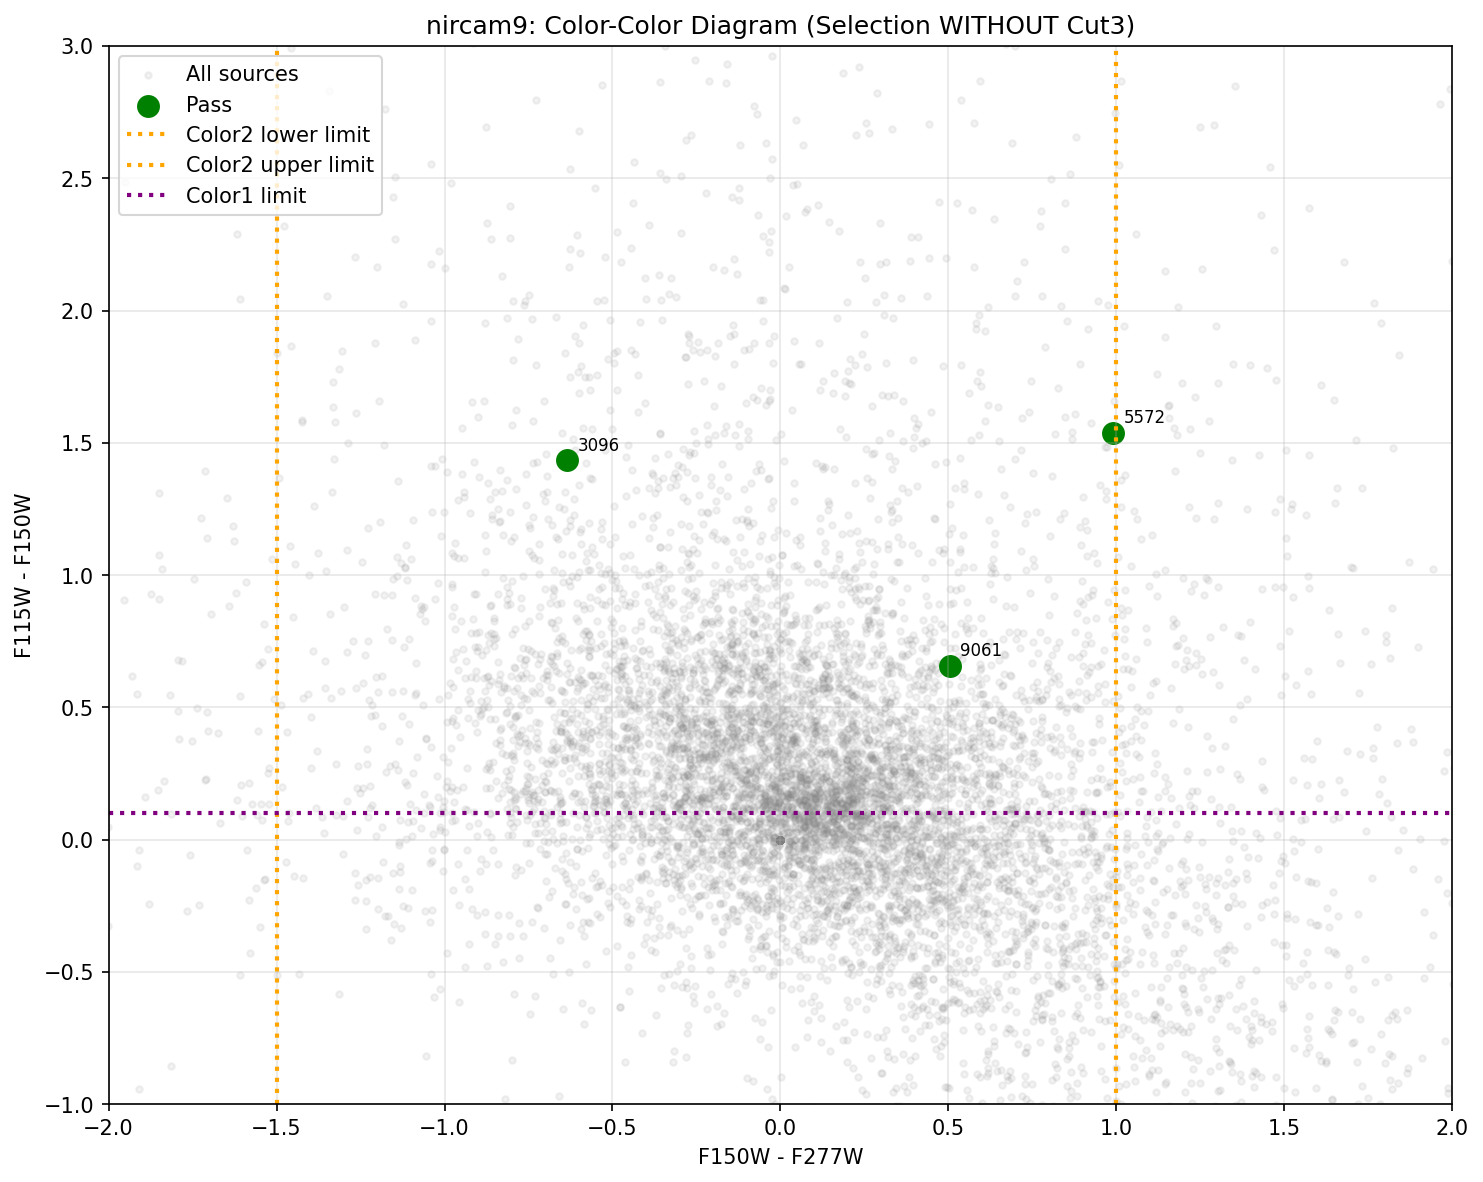 nircam9: Color-Color Diagram (Selection WITHOUT Cut3)
All sources
Pass
Color2 lower limit
Color2 upper limit
Color1 limit
3.0
2.5
2.0
1.5
1.0
0.5
0.0
−0.5
−1.0
F115W - F150W
5572
3096
9061
−2.0
−1.5
−1.0
−0.5
0.0
0.5
1.0
1.5
2.0
F150W - F277W